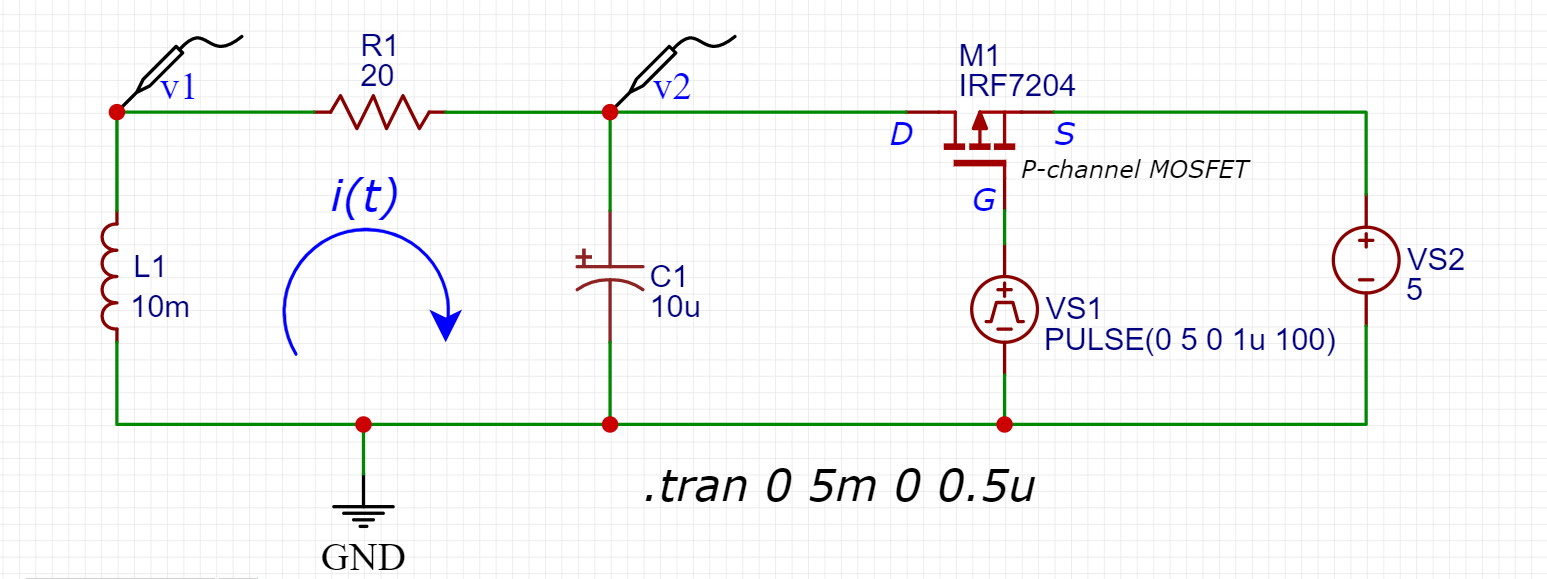 v1
R1
20
v2
M1
IRF7204
D
S
P-channel MOSFET
G
i(t)
L1
10m
+
C1
10u
+
−
VS1
PULSE(0 5 0 1u 100)
+
−
VS2
5
.tran 0 5m 0 0.5u
GND